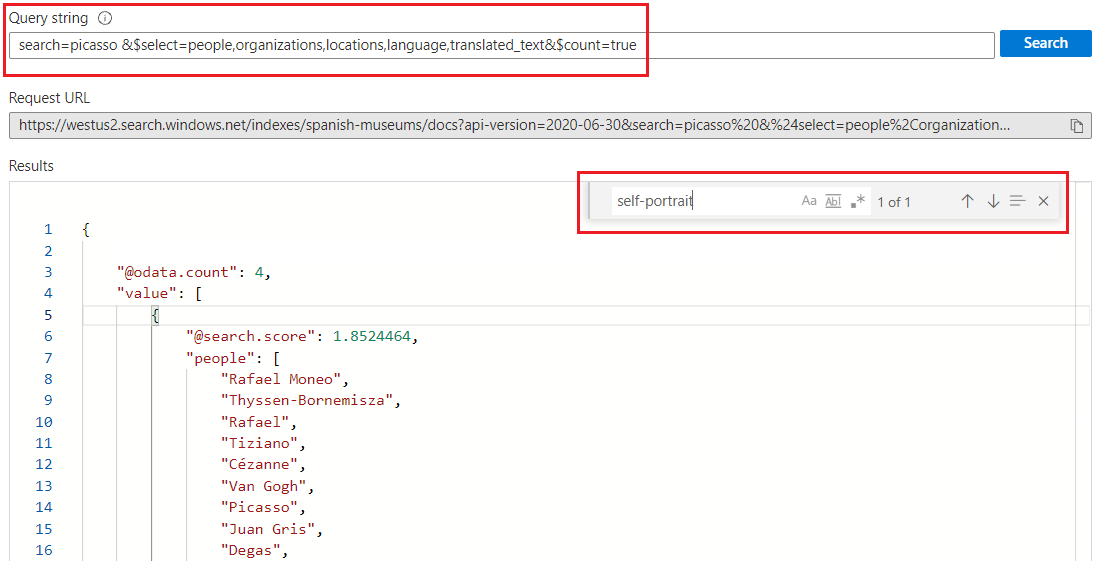 Query string
search=picasso &$select=people,organizations,locations,language,translated_text&$count=true
Search
Request URL
https://westus2.search.windows.net/indexes/spanish-museums/docs?api-version=2020-06-30&search=picasso%20&%24select=people%2Corganization...
Results
self-portrait Aa Abl .* 1 of 1
1 {
2
3 "@odata.count": 4,
4 "value": [
5 {
6 "@search.score": 1.8524464,
7 "people": [
8 "Rafael Moneo",
9 "Thyssen-Bornemisza",
10 "Rafael",
11 "Tiziano",
12 "Cézanne",
13 "Van Gogh",
14 "Picasso",
15 "Juan Gris",
16 "Degas",